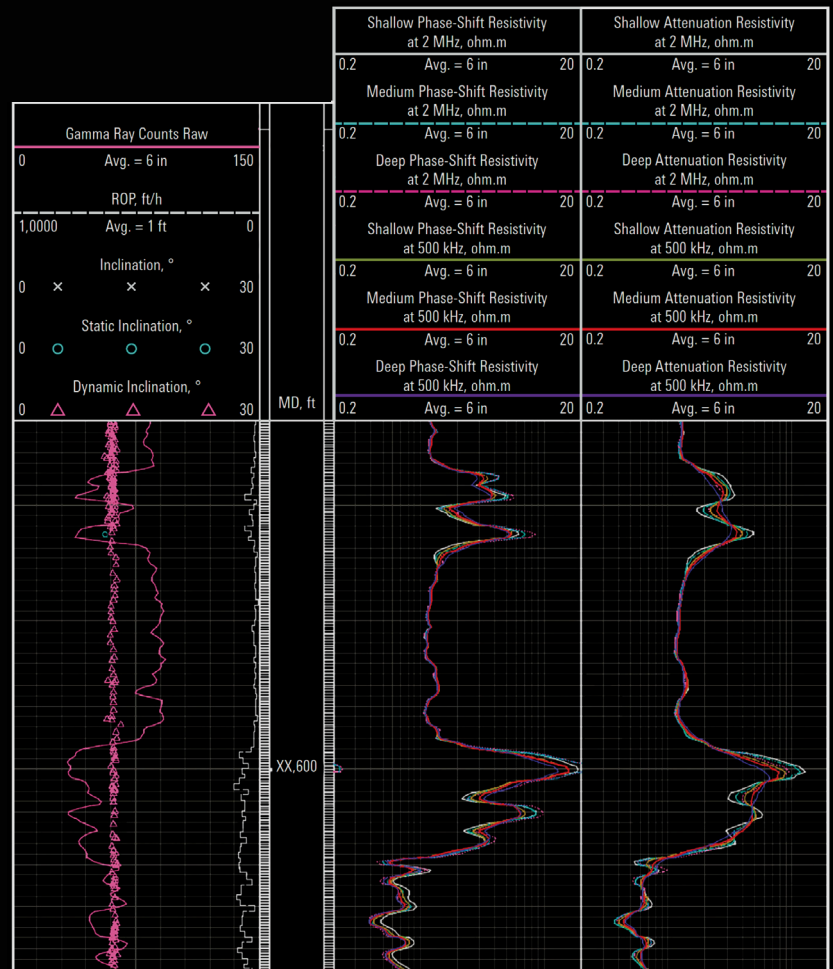 Gamma Ray Counts Raw
0 Avg. = 6 in 150
ROP, ft/h
1,0000 Avg. = 1 ft 0
Inclination, °
0 30
Static Inclination, °
0 30
Dynamic Inclination, °
0 30
MD, ft
Shallow Phase-Shift Resistivity
at 2 MHz, ohm.m
0.2 Avg. = 6 in 20
Medium Phase-Shift Resistivity
at 2 MHz, ohm.m
0.2 Avg. = 6 in 20
Deep Phase-Shift Resistivity
at 2 MHz, ohm.m
0.2 Avg. = 6 in 20
Shallow Phase-Shift Resistivity
at 500 kHz, ohm.m
0.2 Avg. = 6 in 20
Medium Phase-Shift Resistivity
at 500 kHz, ohm.m
0.2 Avg. = 6 in 20
Deep Phase-Shift Resistivity
at 500 kHz, ohm.m
0.2 Avg. = 6 in 20
Shallow Attenuation Resistivity
at 2 MHz, ohm.m
0.2 Avg. = 6 in 20
Medium Attenuation Resistivity
at 2 MHz, ohm.m
0.2 Avg. = 6 in 20
Deep Attenuation Resistivity
at 2 MHz, ohm.m
0.2 Avg. = 6 in 20
Shallow Attenuation Resistivity
at 500 kHz, ohm.m
0.2 Avg. = 6 in 20
Medium Attenuation Resistivity
at 500 kHz, ohm.m
0.2 Avg. = 6 in 20
Deep Attenuation Resistivity
at 500 kHz, ohm.m
0.2 Avg. = 6 in 20
XX,600